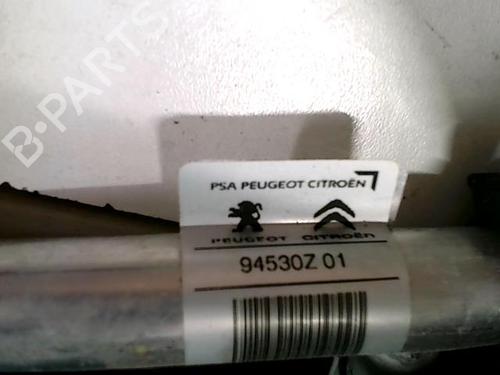 B-PARTS
PSA PEUGEOT CITROËN
PEUGEOT CITROËN
94530Z 01